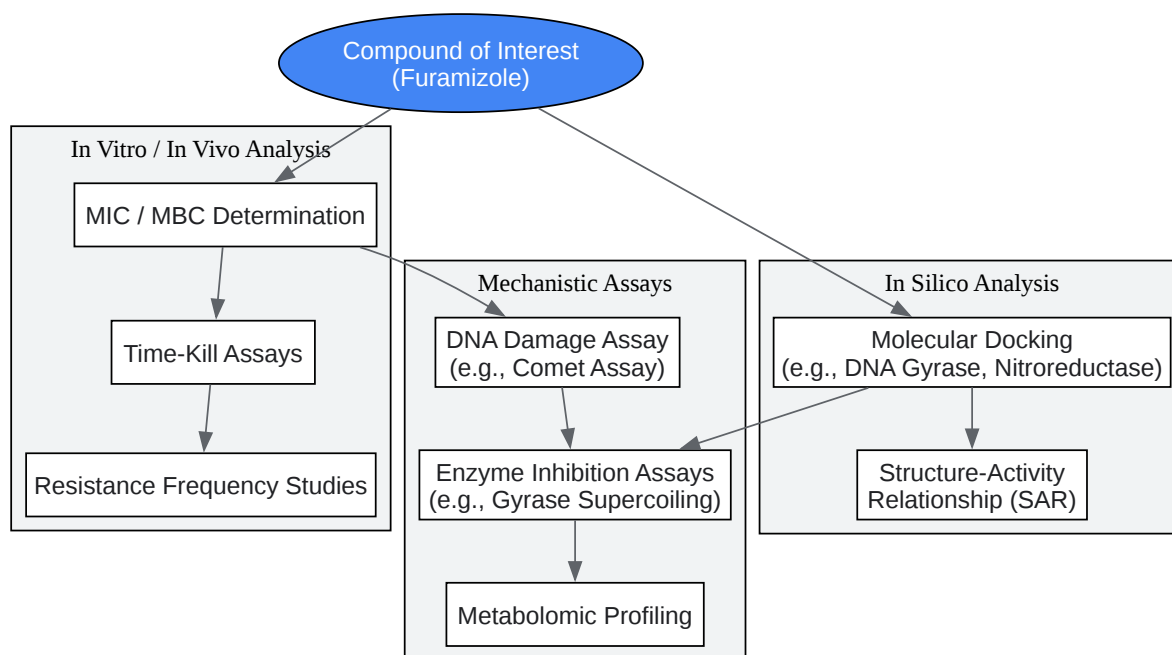 Compound of Interest
(Furamizole)
In Vitro / In Vivo Analysis
MIC / MBC Determination
Time-Kill Assays
Resistance Frequency Studies
Mechanistic Assays
DNA Damage Assay
(e.g., Comet Assay)
Enzyme Inhibition Assays
(e.g., Gyrase Supercoiling)
Metabolomic Profiling
In Silico Analysis
Molecular Docking
(e.g., DNA Gyrase, Nitroreductase)
Structure-Activity
Relationship (SAR)